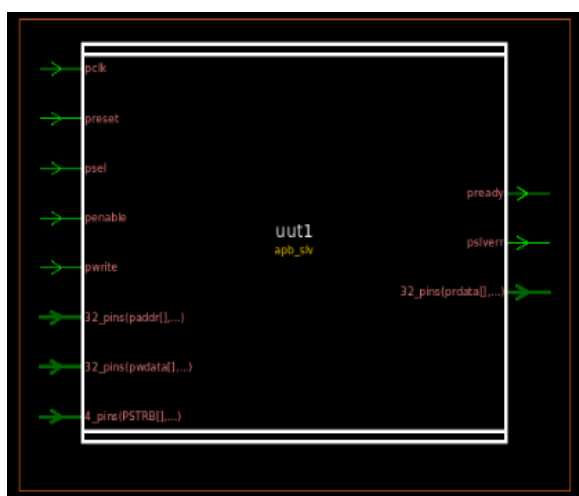 pclk
preset
psel
penable
pwrite
32_pins(paddr[],...)
32_pins(pwdata[],...)
4_pins(PSTRB[],...)
uut1
apb_slv
pready
pslverr
32_pins(prdata[],...)